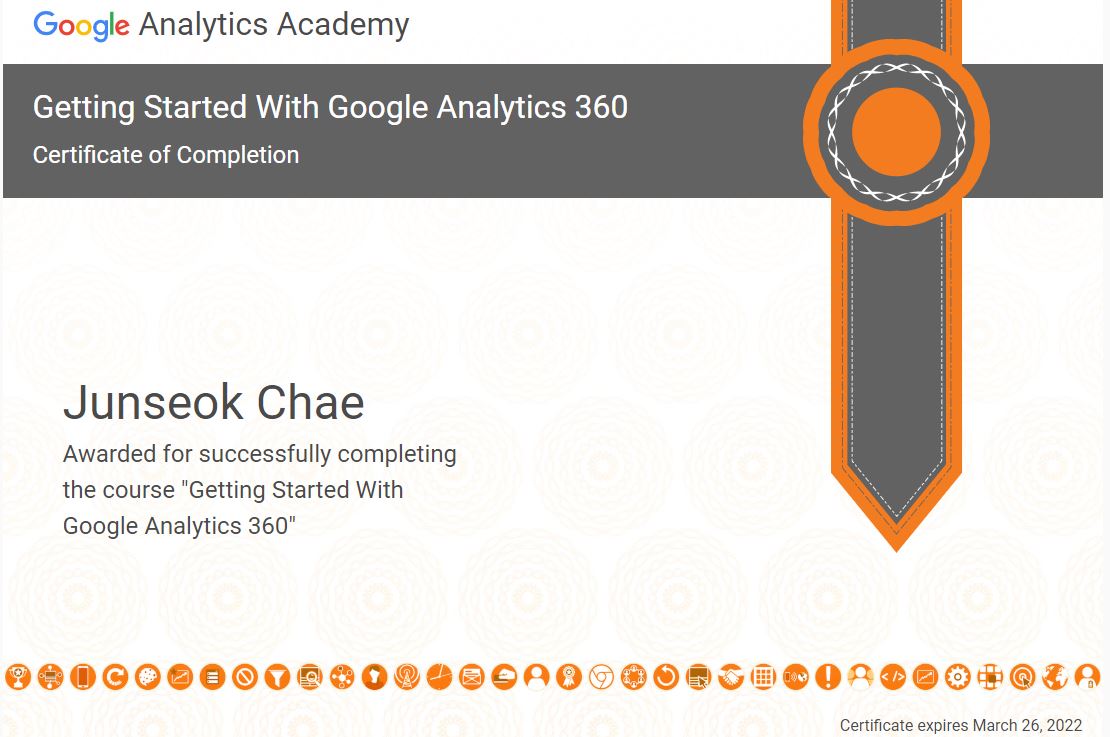 Google Analytics Academy
Getting Started With Google Analytics 360
Certificate of Completion
Junseok Chae
Awarded for successfully completing
the course "Getting Started With
Google Analytics 360"
Certificate expires March 26, 2022